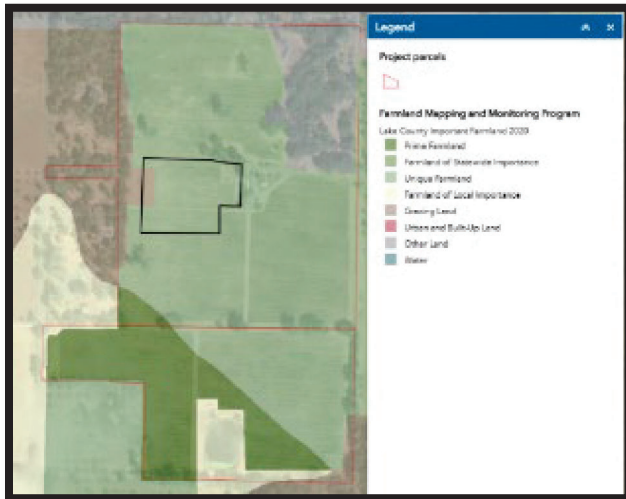 Legend
Project parcels
Farmland Mapping and Monitoring Program
Lake County Important Farmland 2020
Prime Farmland
Farmland of Statewide Importance
Unique Farmland
Farmland of Local Importance
Grazing Land
Urban and Built-Up Land
Other Land
Water